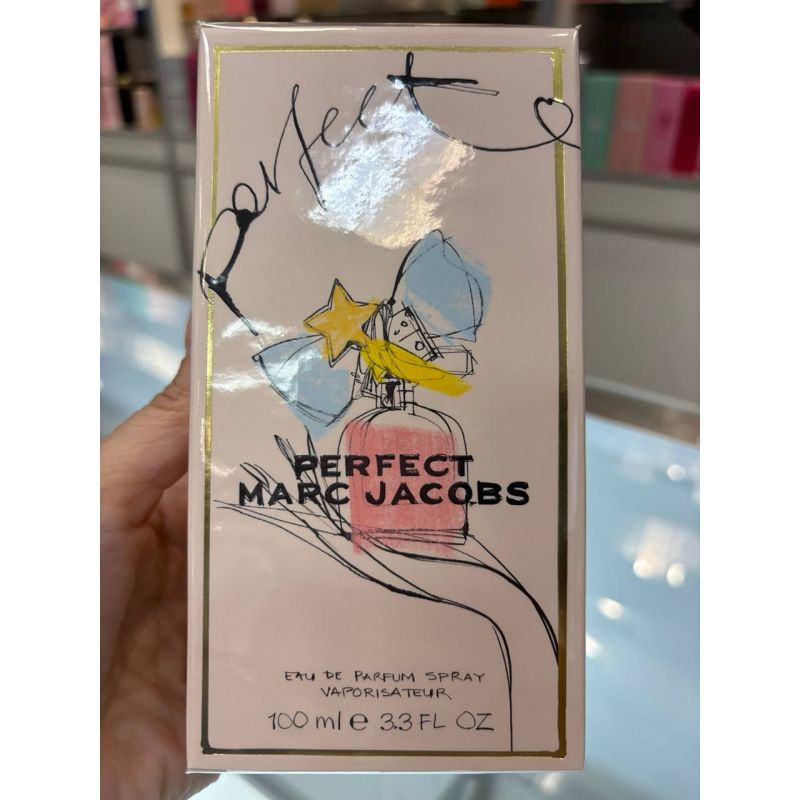 Perfect
PERFECT
MARC JACOBS
EAU DE PARFUM SPRAY
VAPORISATEUR
100 ml e 3.3 FL OZ